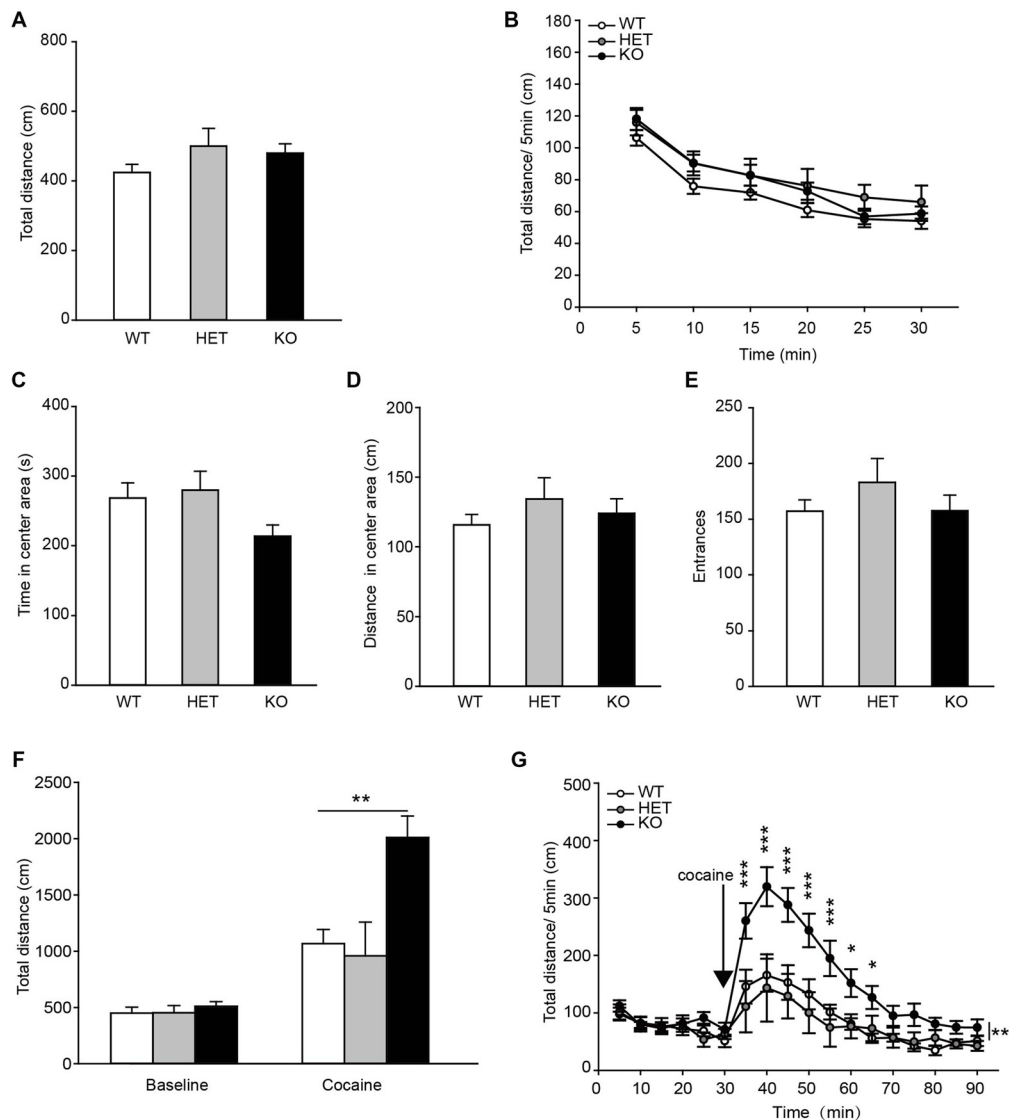 A
Total distance (cm)
800
600
400
200
0
WT HET KO
B
WT
HET
KO
Total distance/ 5min (cm)
180
160
140
120
100
80
60
40
20
0
0 5 10 15 20 25 30
Time (min)
C
Time in center area (s)
400
300
200
100
0
WT HET KO
D
Distance in center area (cm)
200
150
100
50
0
WT HET KO
E
Entrances
250
200
150
100
50
0
WT HET KO
F
Total distance (cm)
2500
2000
1500
1000
500
0
**
Baseline Cocaine
G
WT
HET
KO
Total distance/ 5min (cm)
500
400
300
200
100
0
cocaine
*** *** *** *** *** * *
**
0 10 20 30 40 50 60 70 80 90
Time（min）